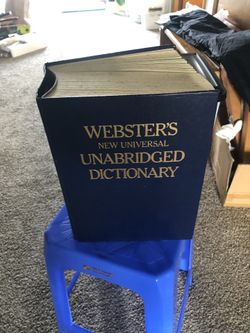 WEBSTER'S
NEW UNIVERSAL
UNABRIDGED
DICTIONARY